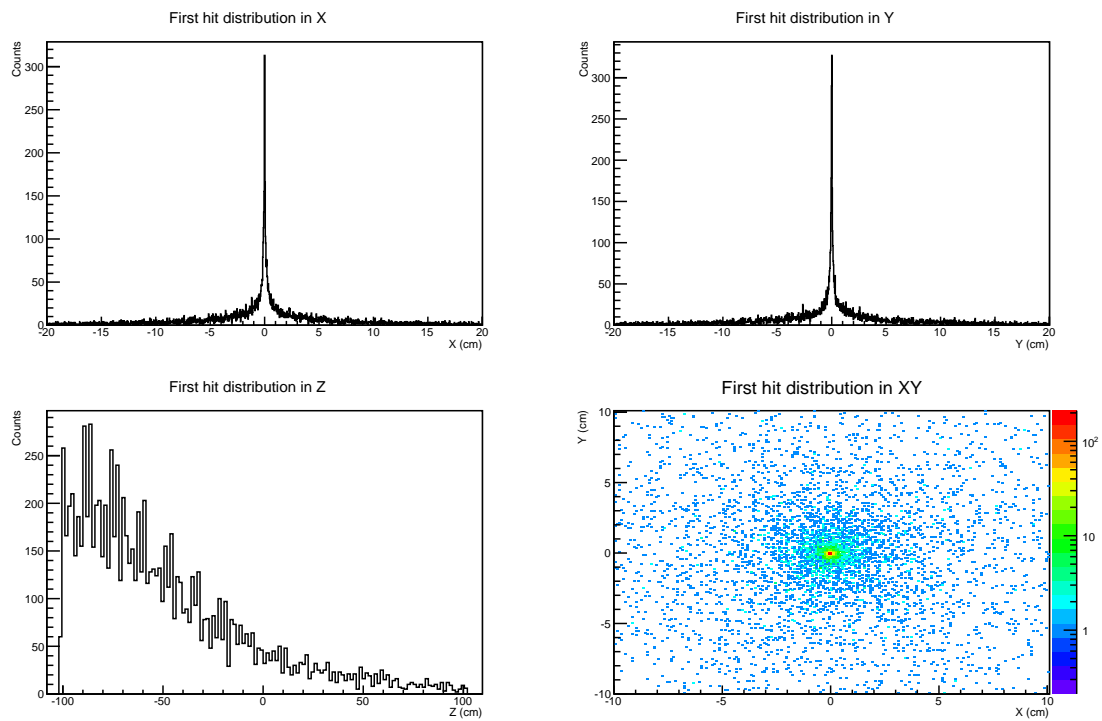 First hit distribution in X
Counts
300
250
200
150
100
50
0
-20 -15 -10 -5 0 5 10 15 20
X (cm)
First hit distribution in Y
Counts
300
250
200
150
100
50
0
-20 -15 -10 -5 0 5 10 15 20
Y (cm)
First hit distribution in Z
Counts
250
200
150
100
50
0
-100 -50 0 50 100
Z (cm)
First hit distribution in XY
Y (cm)
10
5
0
-5
-10
-10 -5 0 5 10
X (cm)
10²
10
1